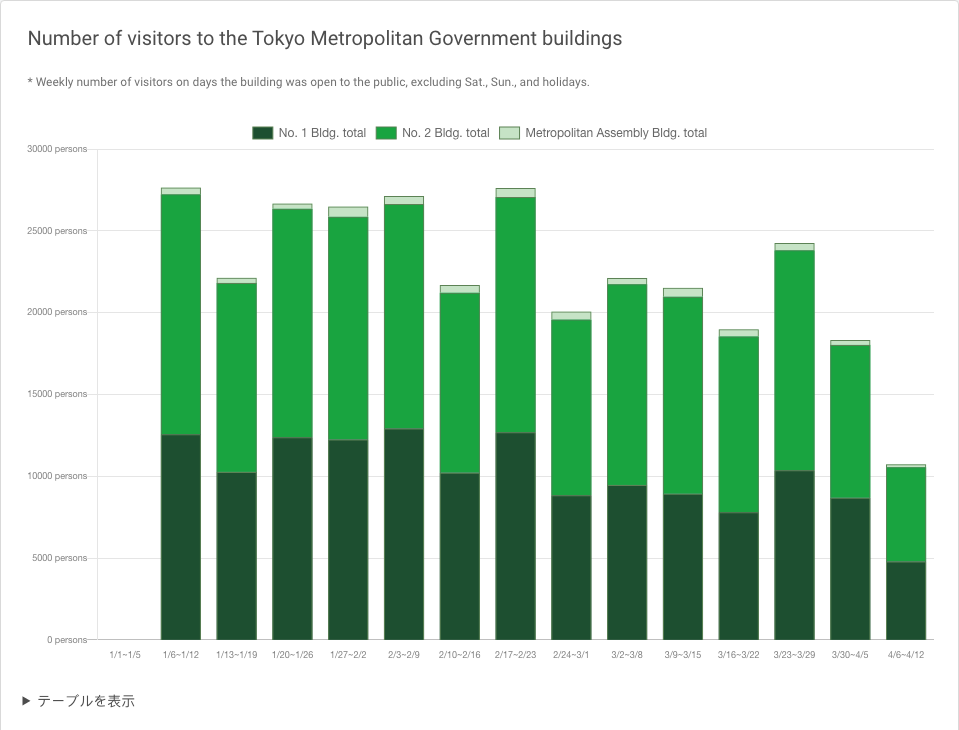 Number of visitors to the Tokyo Metropolitan Government buildings
* Weekly number of visitors on days the building was open to the public, excluding Sat., Sun., and holidays.
No. 1 Bldg. total No. 2 Bldg. total Metropolitan Assembly Bldg. total
30000 persons
25000 persons
20000 persons
15000 persons
10000 persons
5000 persons
0 persons
1/1~1/5 1/6~1/12 1/13~1/19 1/20~1/26 1/27~2/2 2/3~2/9 2/10~2/16 2/17~2/23 2/24~3/1 3/2~3/8 3/9~3/15 3/16~3/22 3/23~3/29 3/30~4/5 4/6~4/12
▶ テーブルを表示